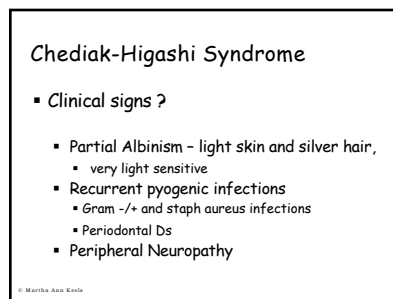 Chediak-Higashi Syndrome
▪ Clinical signs ?
▪ Partial Albinism – light skin and silver hair,
▪ very light sensitive
▪ Recurrent pyogenic infections
▪ Gram -/+ and staph aureus infections
▪ Periodontal Ds
▪ Peripheral Neuropathy
© Martha Ann Keels